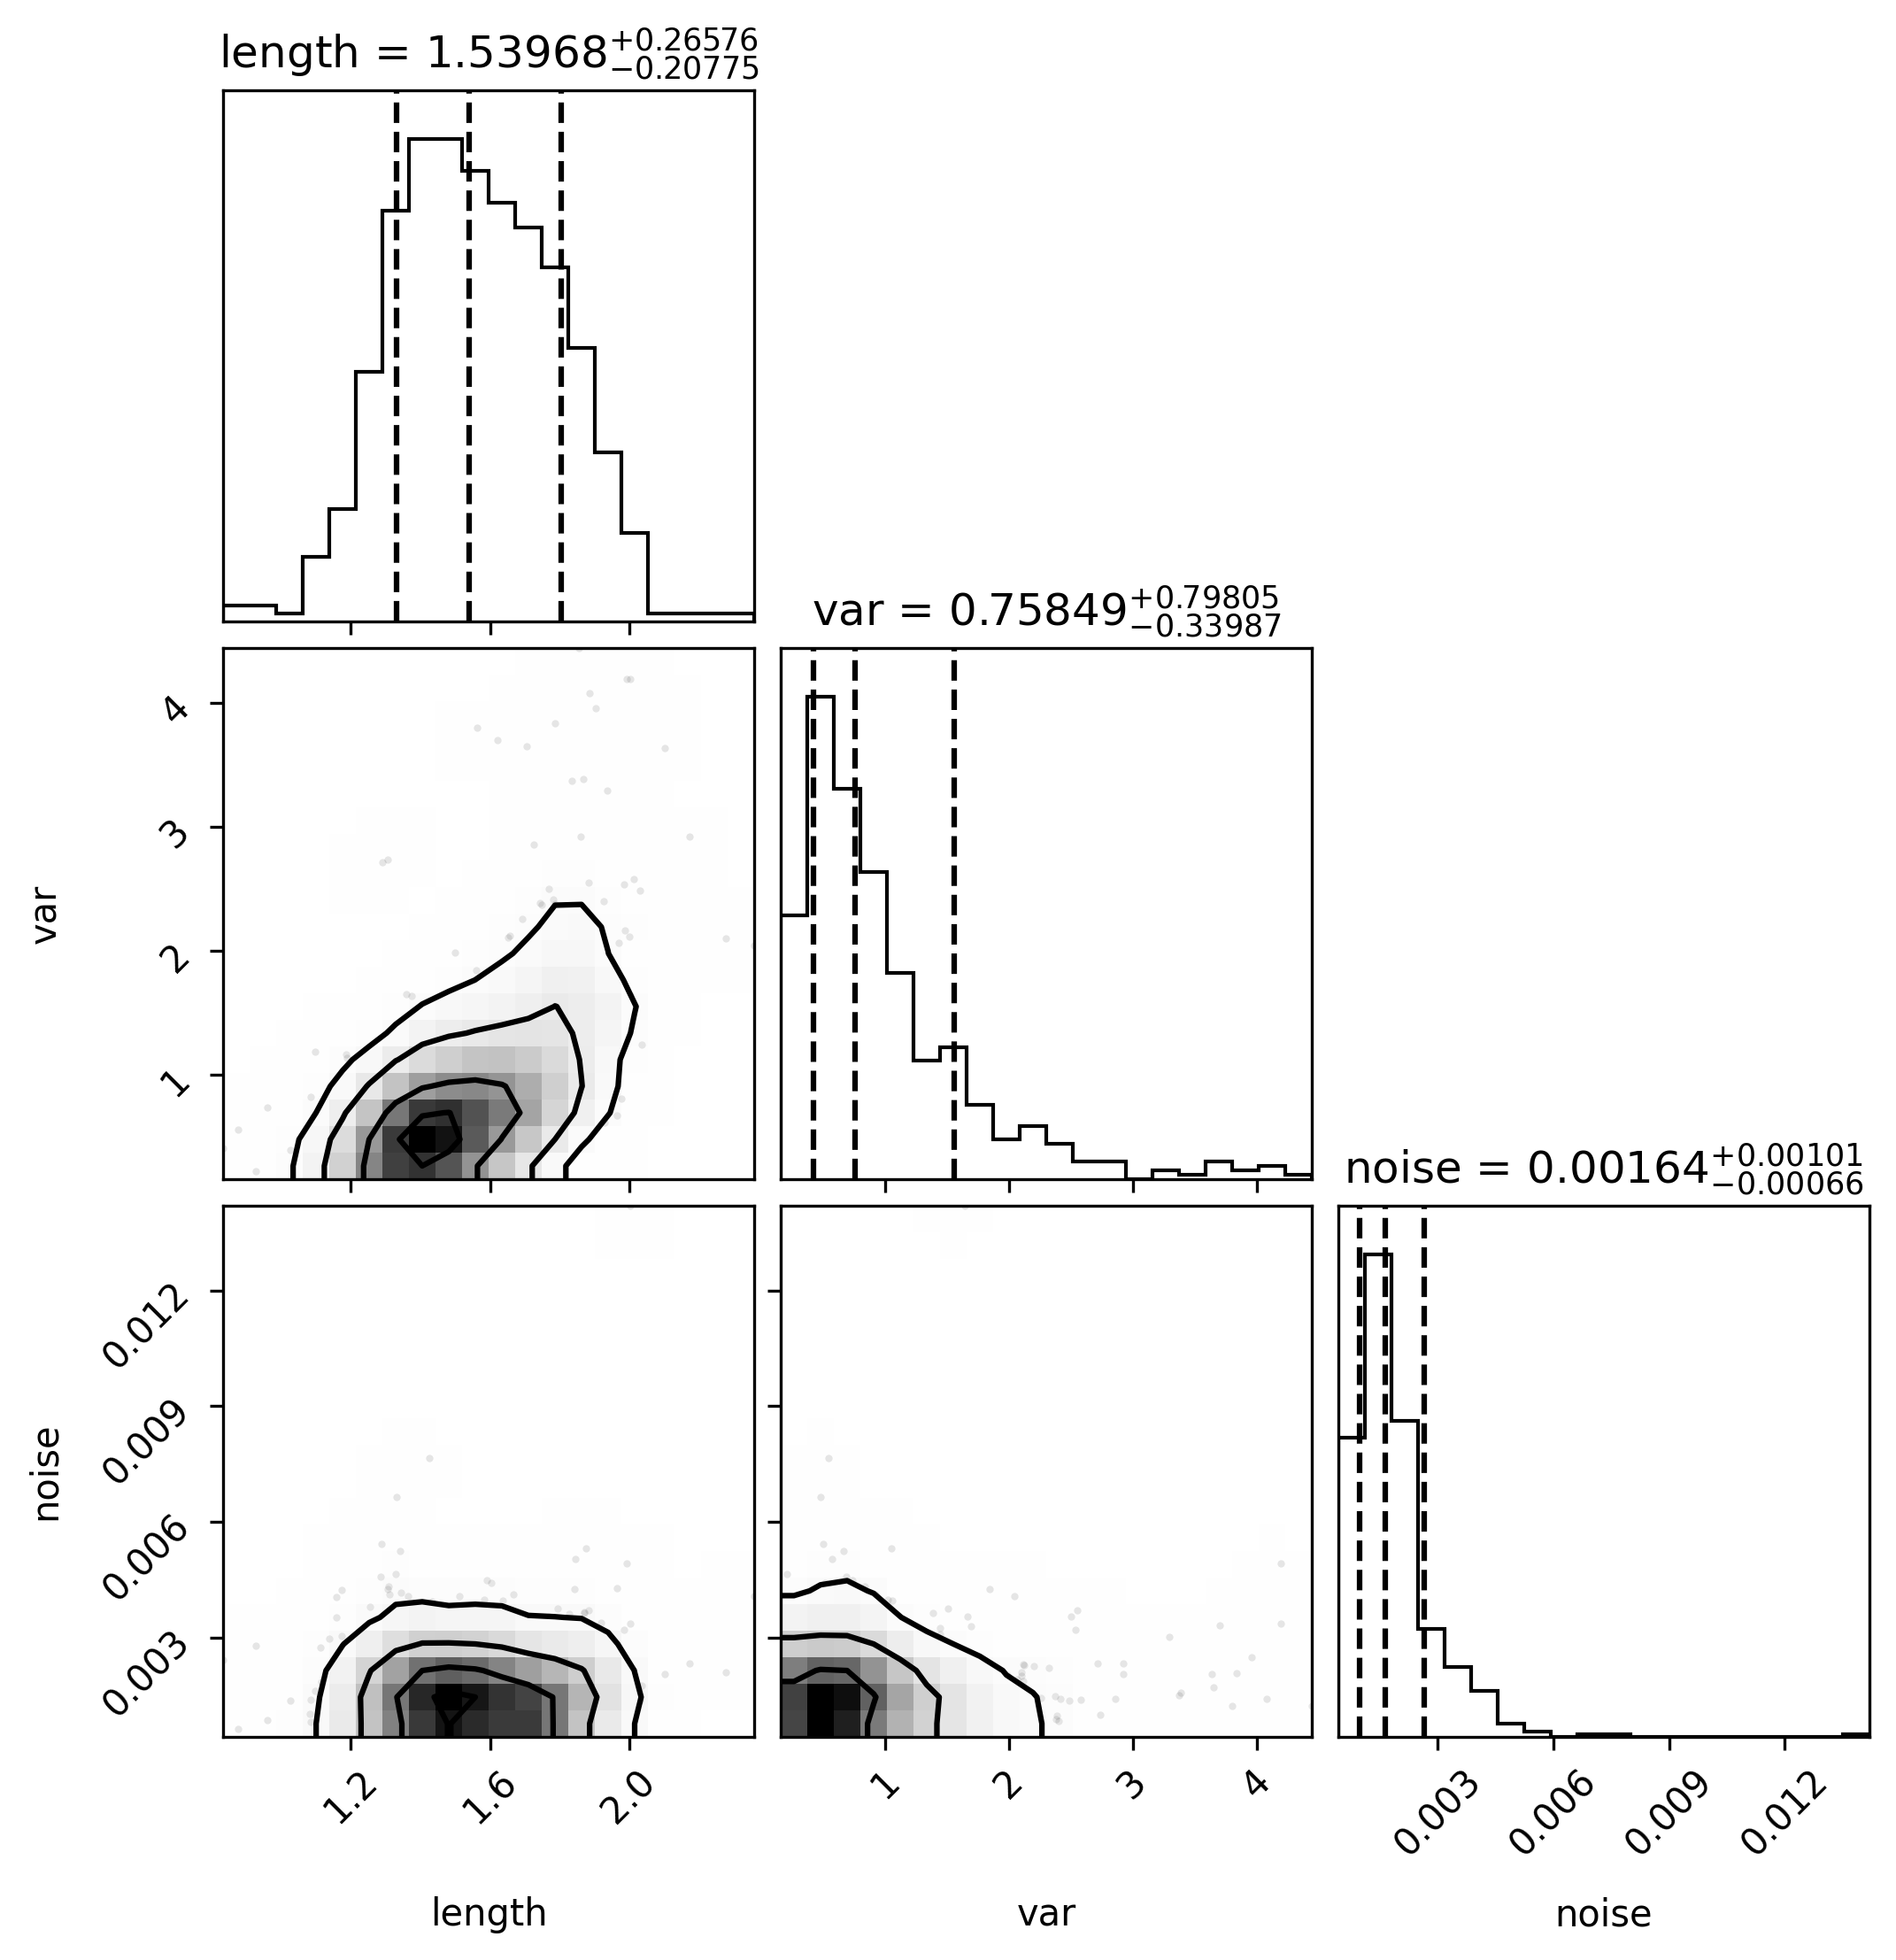 length = 1.53968+0.26576−0.20775
var = 0.75849+0.79805−0.33987
4
3
2
1
var
noise = 0.00164+0.00101−0.00066
0.012
0.009
0.006
0.003
noise
1.2 1.6 2.0
1 2 3 4
0.003 0.006 0.009 0.012
length var noise